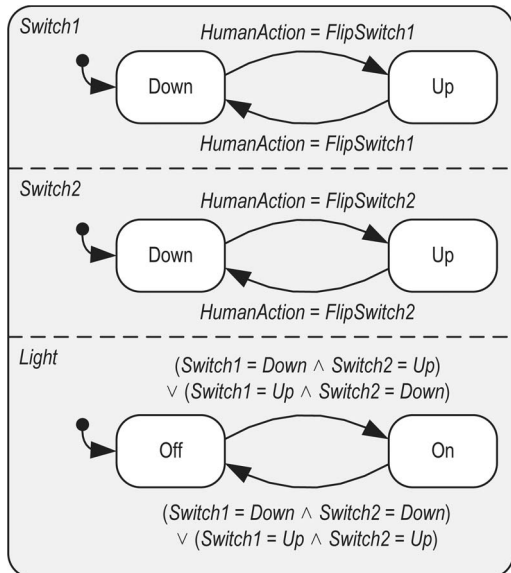 Switch1
HumanAction = FlipSwitch1
Down
Up
HumanAction = FlipSwitch1
Switch2
HumanAction = FlipSwitch2
Down
Up
HumanAction = FlipSwitch2
Light
(Switch1 = Down ∧ Switch2 = Up)
∨ (Switch1 = Up ∧ Switch2 = Down)
Off
On
(Switch1 = Down ∧ Switch2 = Down)
∨ (Switch1 = Up ∧ Switch2 = Up)